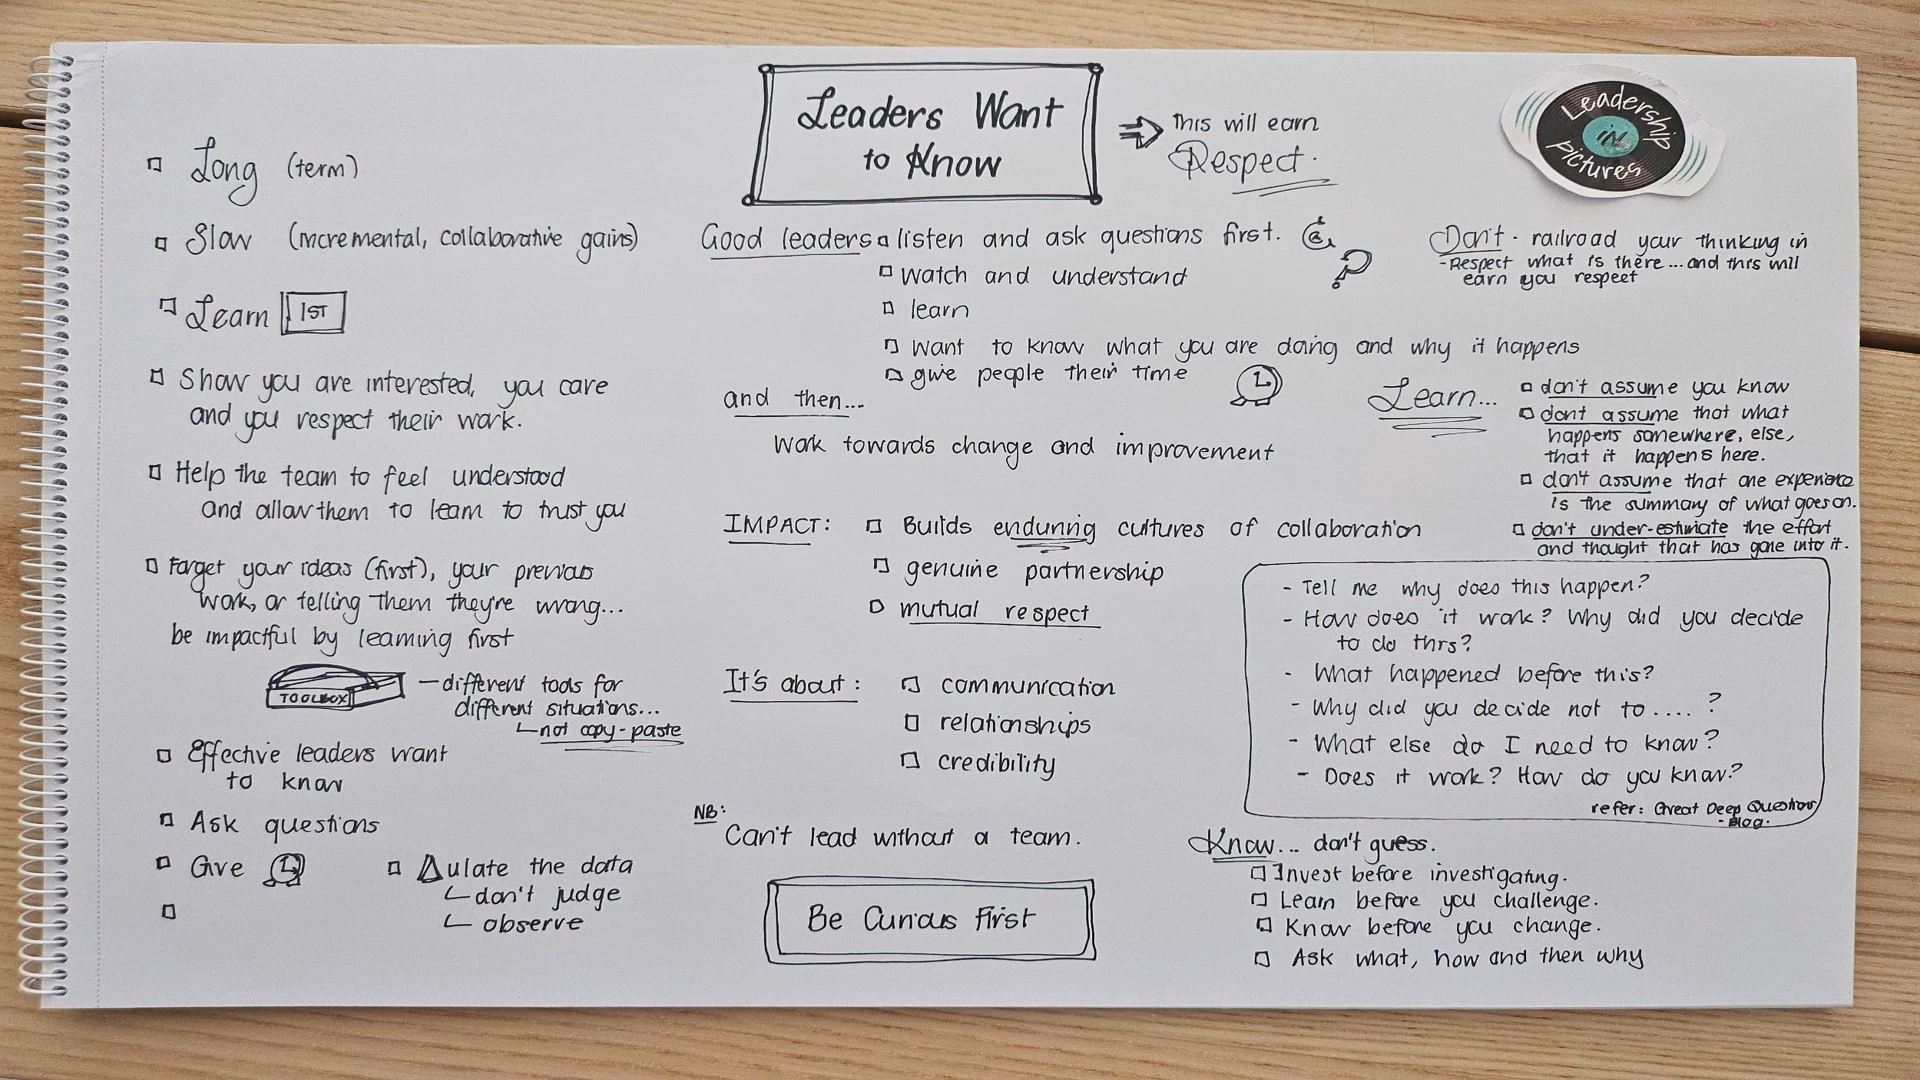 Leaders Want
to Know
This will earn
Respect.
Leadership
in
pictures
Long (term)
Slow (incremental, collaborative gains)
Learn 1ST
Show you are interested, you care
and you respect their work.
Help the team to feel understood
and allow them to learn to trust you
Forget your ideas (first), your previous
work, or telling them they're wrong...
be impactful by learning first
TOOLBOX
- different tools for
different situations...
not copy-paste
Effective leaders want
to know
Ask questions
Give
ulate the data
don't judge
observe
Good leaders listen and ask questions first.
?
watch and understand
learn
want to know what you are doing and why it happens
give people their time
and then...
work towards change and improvement
IMPACT: Builds enduring cultures of collaboration
genuine partnership
mutual respect
It's about: communication
relationships
credibility
NB:
Can't lead without a team.
Be Curious First
Don't - railroad your thinking in
- Respect what is there... and this will
earn you respect
Learn... don't assume you know
don't assume that what
happens somewhere, else,
that it happens here.
don't assume that one experience
is the summary of what goes on.
don't under-estimate the effort
and thought that has gone into it.
- Tell me why does this happen?
- How does it work? Why did you decide
to do this?
- What happened before this?
- Why did you decide not to.... ?
- What else do I need to know?
- Does it work? How do you know?
refer: Great Deep Questions
- Blog.
Know... don't guess.
Invest before investigating.
Learn before you challenge.
Know before you change.
Ask what, how and then why